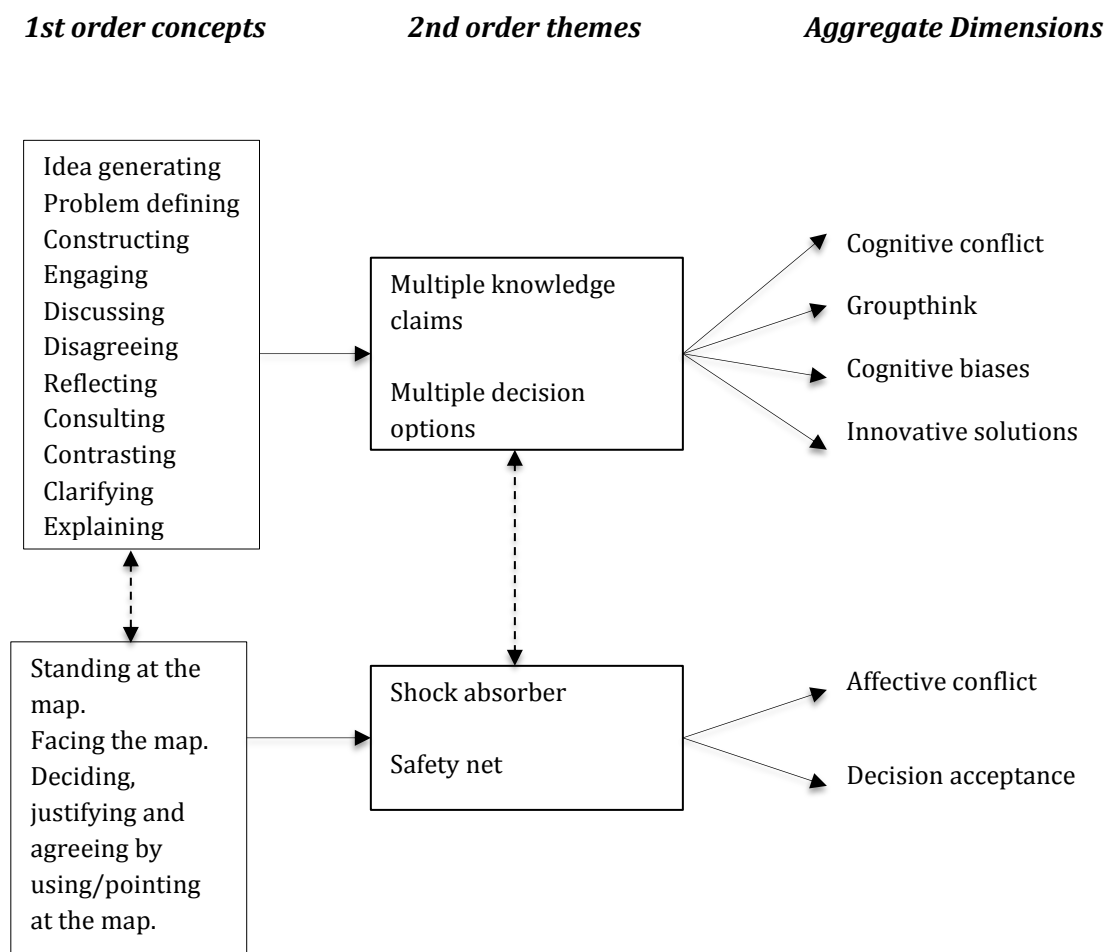 1st order concepts
2nd order themes
Aggregate Dimensions
Idea generating
Problem defining
Constructing
Engaging
Discussing
Disagreeing
Reflecting
Consulting
Contrasting
Clarifying
Explaining
Multiple knowledge
claims
Multiple decision
options
Cognitive conflict
Groupthink
Cognitive biases
Innovative solutions
Standing at the
map.
Facing the map.
Deciding,
justifying and
agreeing by
using/pointing
at the map.
Shock absorber
Safety net
Affective conflict
Decision acceptance